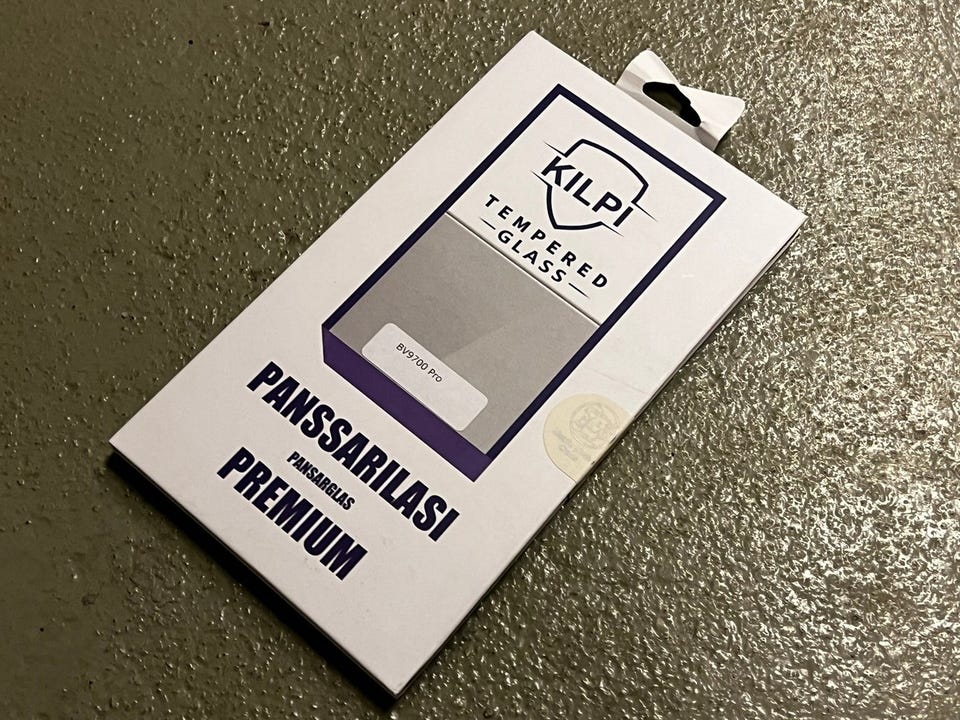 KILPI
TEMPERED
GLASS
BV9700 Pro
PANSSARILASI
PANSARGLAS
PREMIUM